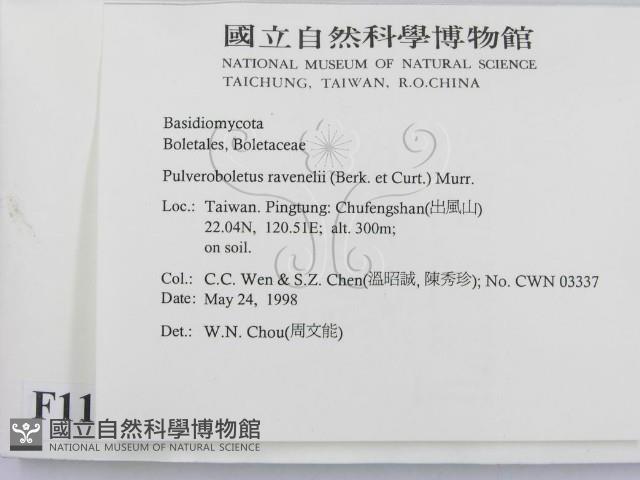 國立自然科學博物館
NATIONAL MUSEUM OF NATURAL SCIENCE
TAICHUNG, TAIWAN, R.O.CHINA
Basidiomycota
Boletales, Boletaceae
Pulveroboletus ravenelii (Berk. et Curt.) Murr.
Loc.: Taiwan. Pingtung: Chufengshan(出風山)
22.04N, 120.51E; alt. 300m;
on soil.
Col.: C.C. Wen & S.Z. Chen(溫昭誠, 陳秀珍); No. CWN 03337
Date: May 24, 1998
Det.: W.N. Chou(周文能)
F11
國立自然科學博物館
NATIONAL MUSEUM OF NATURAL SCIENCE